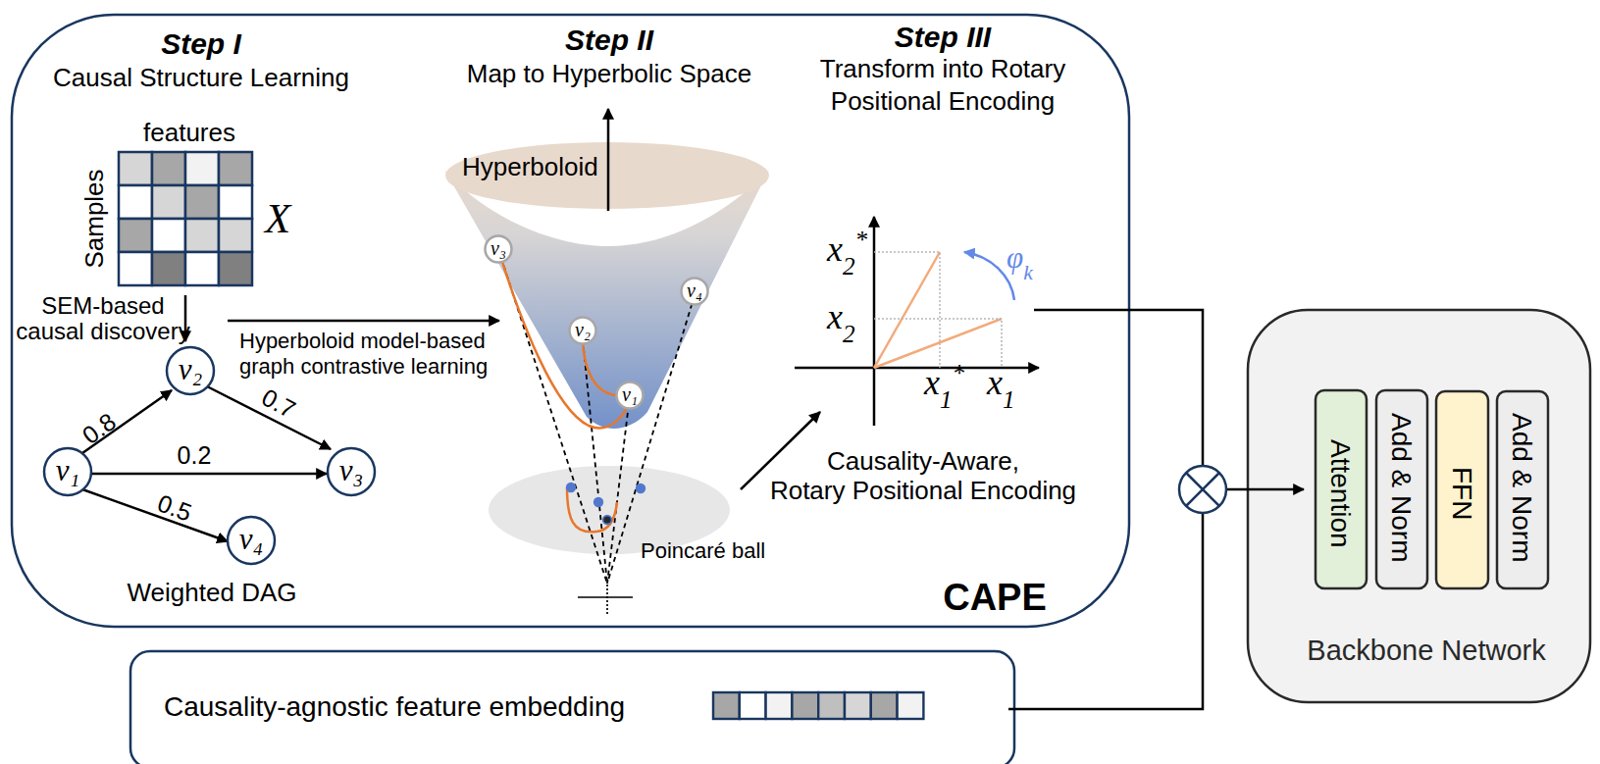 Step I
Causal Structure Learning
features
Samples
X
SEM-based
causal discovery
v2
0.8
0.7
v1
0.2
v3
0.5
v4
Weighted DAG
Hyperboloid model-based
graph contrastive learning
Step II
Map to Hyperbolic Space
Hyperboloid
v3
v4
v2
v1
Poincaré ball
Step III
Transform into Rotary
Positional Encoding
x2*
φk
x2
x1* x1
Causality-Aware,
Rotary Positional Encoding
CAPE
Causality-agnostic feature embedding
Attention
Add & Norm
FFN
Add & Norm
Backbone Network